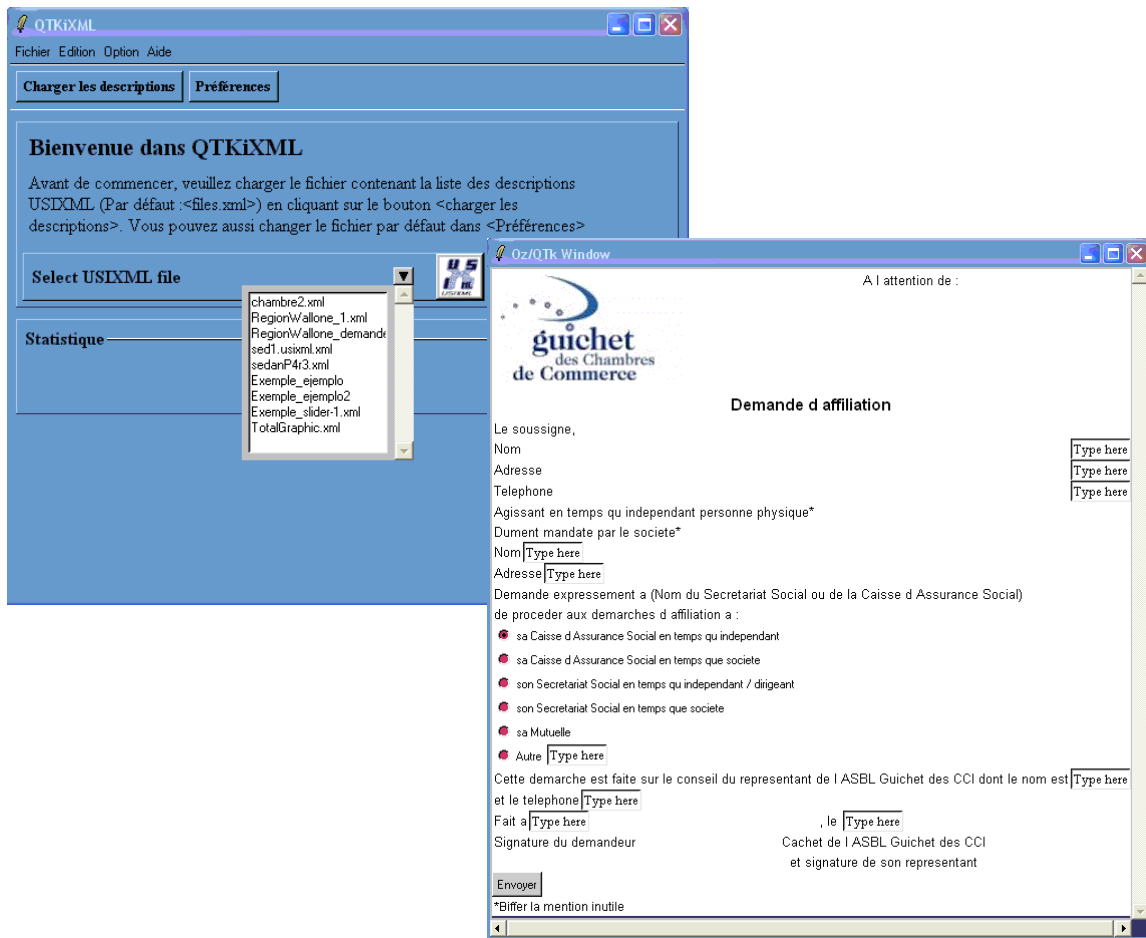 QTKiXML
Fichier Edition Option Aide
Charger les descriptions Préférences
Bienvenue dans QTKiXML
Avant de commencer, veuillez charger le fichier contenant la liste des descriptions
USIXML (Par défaut :<files.xml>) en cliquant sur le bouton <charger les
descriptions>. Vous pouvez aussi changer le fichier par défaut dans <Préférences>
Select USIXML file
U S
I XML
USIXML
chambre2.xml
RegionWallone_1.xml
RegionWallone_demande
sed1.usixml.xml
sedanP4r3.xml
Exemple_ejemplo
Exemple_ejemplo2
Exemple_slider-1.xml
TotalGraphic.xml
Statistique
Oz/QTk Window
guichet
des Chambres
de Commerce
A l attention de :
Demande d affiliation
Le soussigne,
Nom Type here
Adresse Type here
Telephone Type here
Agissant en temps qu independant personne physique*
Dument mandate par le societe*
Nom Type here
Adresse Type here
Demande expressement a (Nom du Secretariat Social ou de la Caisse d Assurance Social)
de proceder aux demarches d affiliation a :
sa Caisse d Assurance Social en temps qu independant
sa Caisse d Assurance Social en temps que societe
son Secretariat Social en temps qu independant / dirigeant
son Secretariat Social en temps que societe
sa Mutuelle
Autre Type here
Cette demarche est faite sur le conseil du representant de l ASBL Guichet des CCI dont le nom est Type here
et le telephone Type here
Fait a Type here , le Type here
Signature du demandeur Cachet de l ASBL Guichet des CCI
et signature de son representant
Envoyer
*Biffer la mention inutile